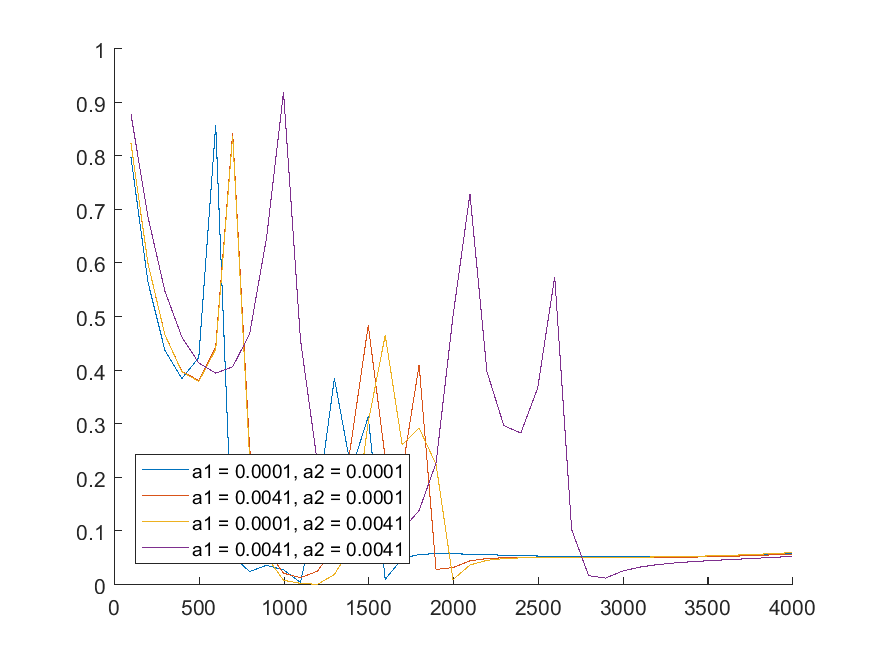 1
0.9
0.8
0.7
0.6
0.5
0.4
0.3
0.2
0.1
0
a1 = 0.0001, a2 = 0.0001
a1 = 0.0041, a2 = 0.0001
a1 = 0.0001, a2 = 0.0041
a1 = 0.0041, a2 = 0.0041
0 500 1000 1500 2000 2500 3000 3500 4000